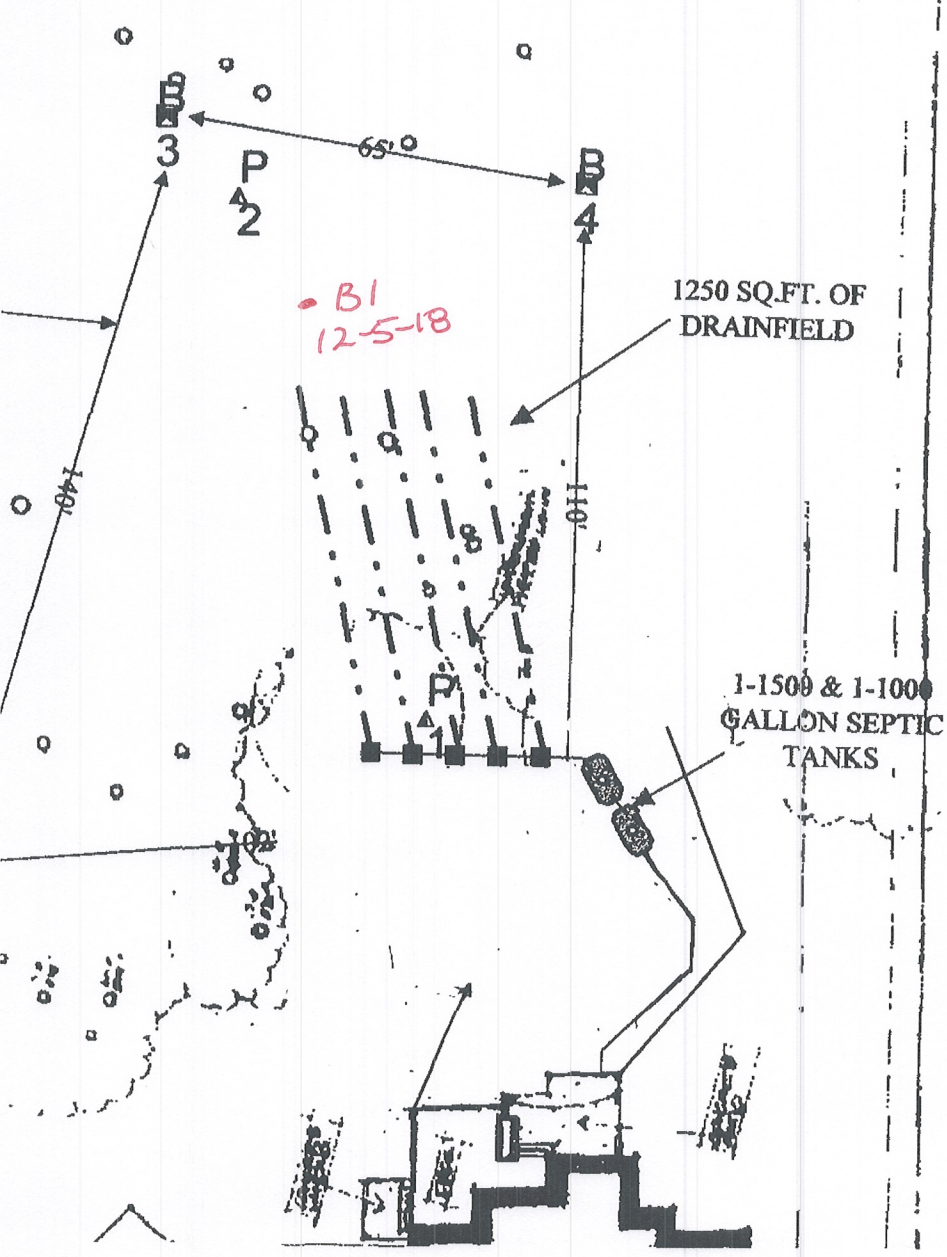 B
3
65'
P
2
B
4
• B1
12-5-18
1250 SQ.FT. OF
DRAINFIELD
140'
110'
P
1
1-1500 & 1-1000
GALLON SEPTIC
TANKS